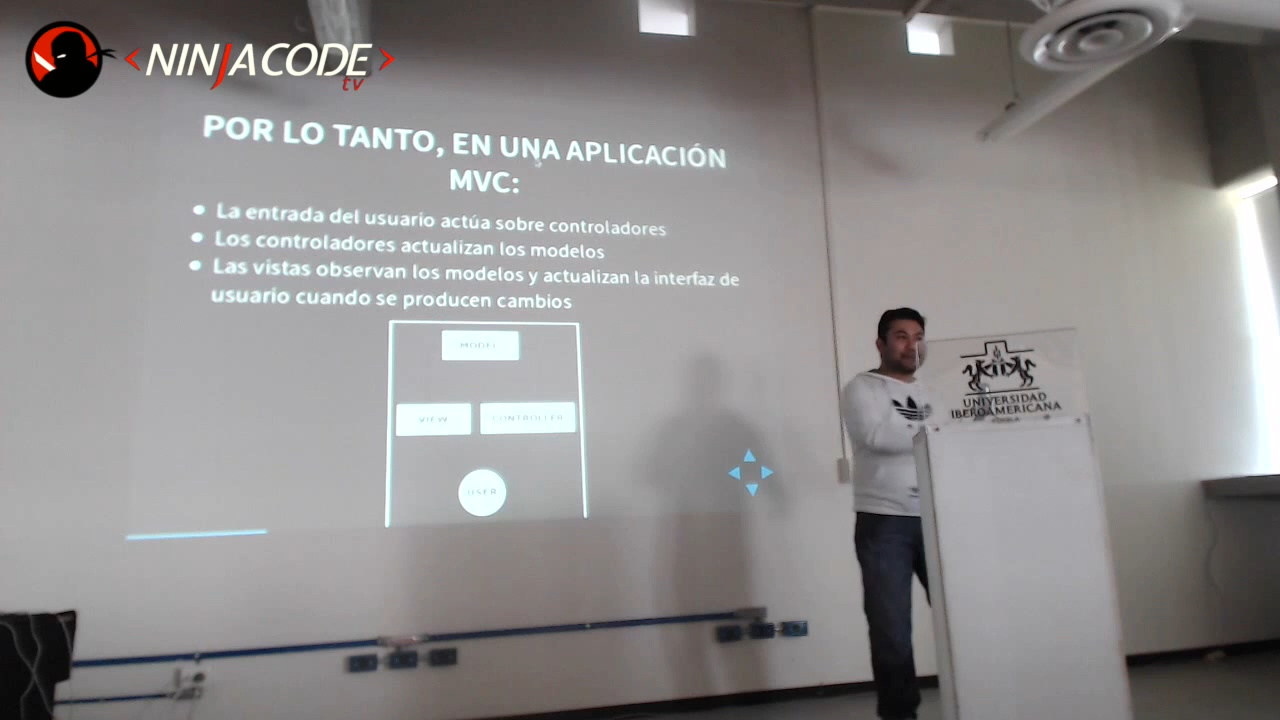 <NINJACODE>
tv
POR LO TANTO, EN UNA APLICACIÓN
MVC:
• La entrada del usuario actúa sobre controladores
• Los controladores actualizan los modelos
• Las vistas observan los modelos y actualizan la interfaz de
usuario cuando se producen cambios
MODEL
VIEW CONTROLLER
USER
UNIVERSIDAD
IBEROAMERICANA
PUEBLA